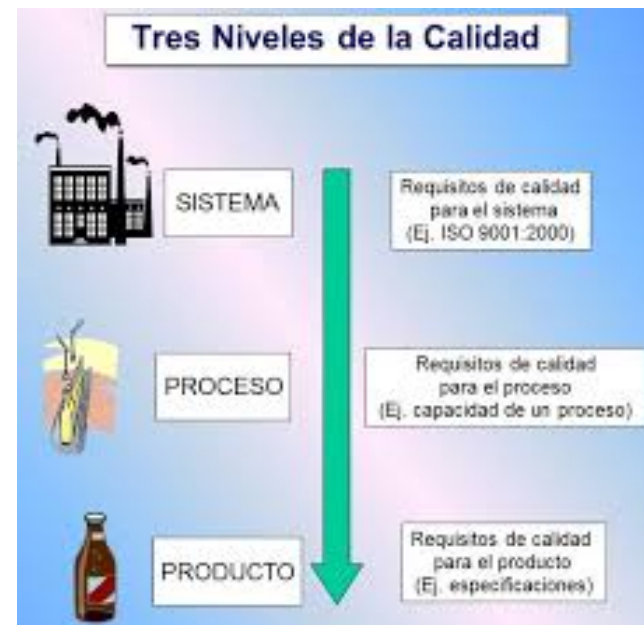 Tres Niveles de la Calidad
SISTEMA
Requisitos de calidad
para el sistema
(Ej. ISO 9001:2000)
PROCESO
Requisitos de calidad
para el proceso
(Ej. capacidad de un proceso)
PRODUCTO
Requisitos de calidad
para el producto
(Ej. especificaciones)